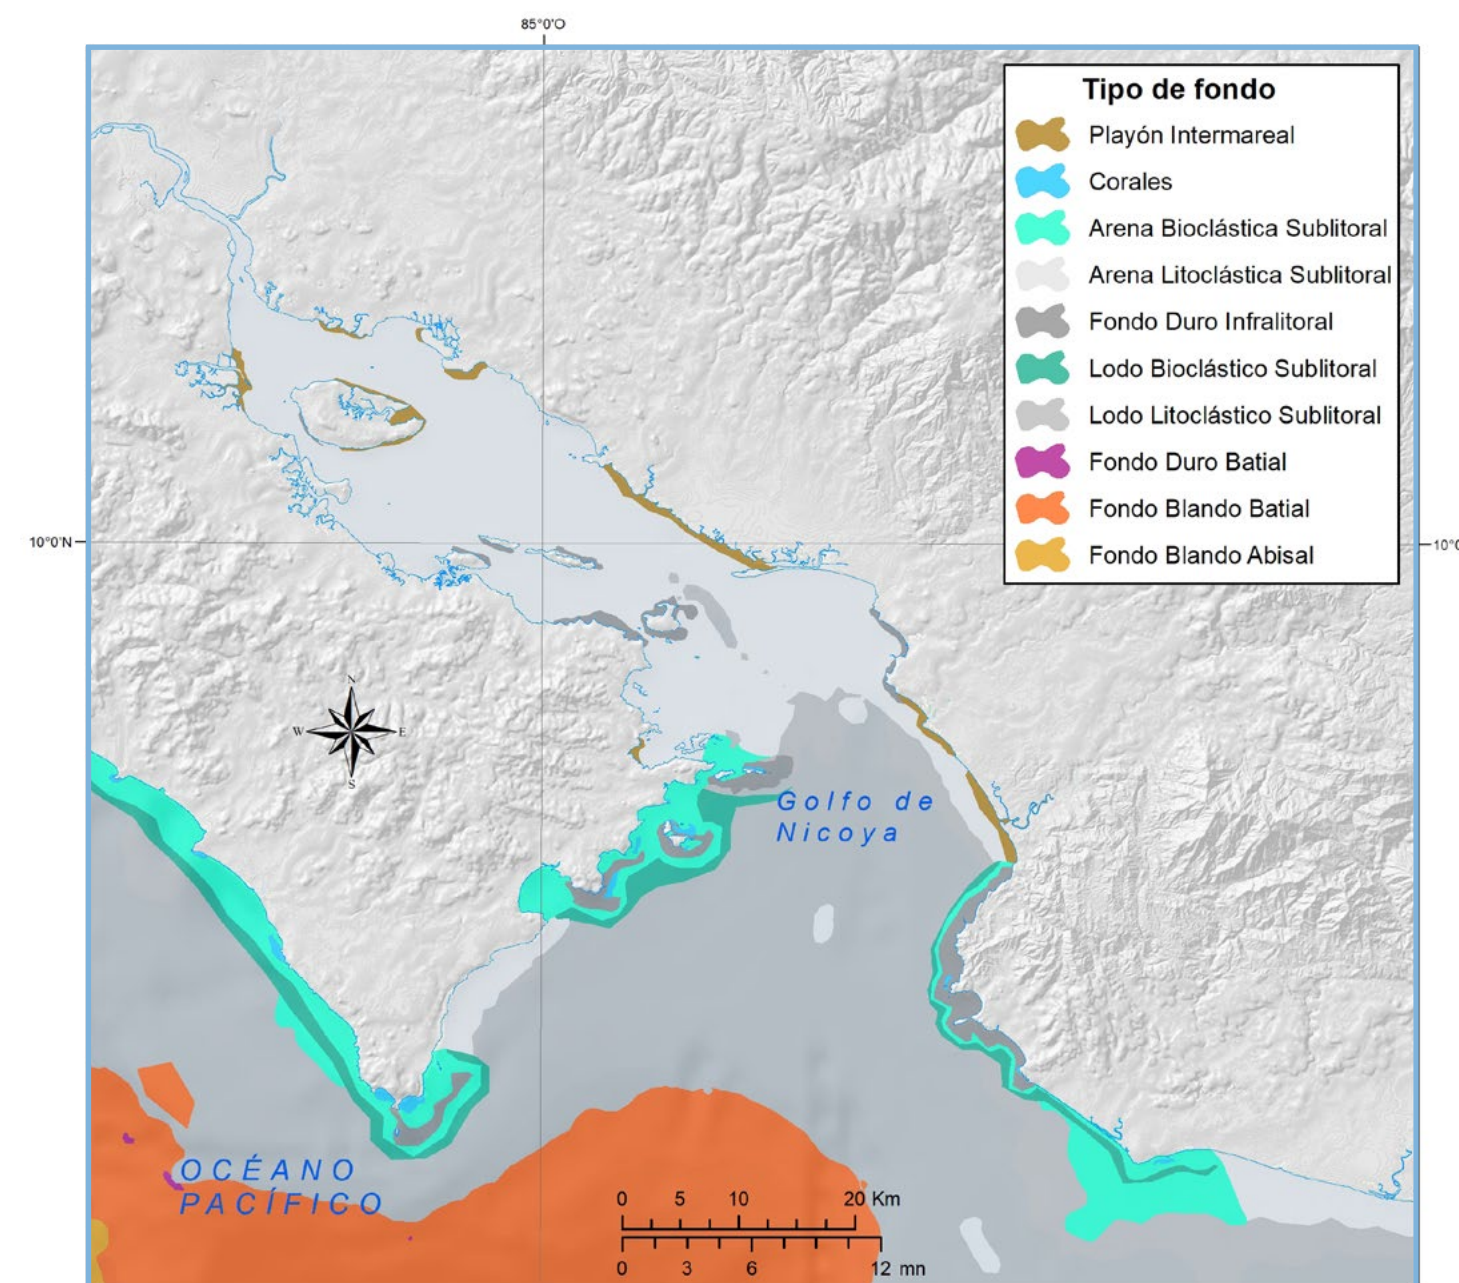 85°0'O
Tipo de fondo
Playón Intermareal
Corales
Arena Bioclástica Sublitoral
Arena Litoclástica Sublitoral
Fondo Duro Infralitoral
Lodo Bioclástico Sublitoral
Lodo Litoclástico Sublitoral
Fondo Duro Batial
Fondo Blando Batial
Fondo Blando Abisal
10°0'N
10°0
N
W
E
S
Golfo de
Nicoya
OCÉANO
PACÍFICO
0 5 10 20 Km
0 3 6 12 mn